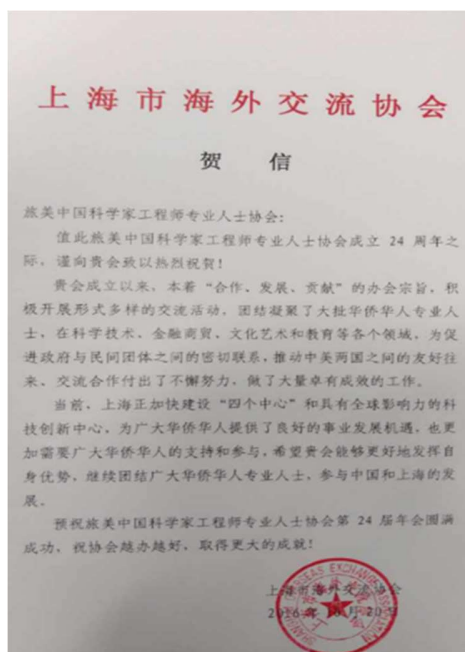 上海市海外交流协会
贺 信
旅美中国科学家工程师专业人士协会：
值此旅美中国科学家工程师专业人士协会成立 24 周年之
际，谨向贵会致以热烈祝贺！
贵会成立以来，本着“合作、发展、贡献”的办会宗旨，积
极开展形式多样的交流活动，团结凝聚了大批华侨华人专业人
士，在科学技术、金融商贸、文化艺术和教育等各个领域，为促
进政府与民间团体之间的密切联系，推动中美两国之间的友好往
来、交流合作付出了不懈努力，做了大量卓有成效的工作。
当前，上海正加快建设“四个中心”和具有全球影响力的科
技创新中心，为广大华侨华人提供了良好的事业发展机遇，也更
加需要广大华侨华人的支持和参与，希望贵会能够更好地发挥自
身优势，继续团结广大华侨华人专业人士，参与中国和上海的发
展。
预祝旅美中国科学家工程师专业人士协会第 24 届年会圆满
成功，祝协会越办越好，取得更大的成就！
上海市海外交流协会
2016 年 10 月 20 日
SHANGHAI OVERSEAS EXCHANGE ASSOCIATION